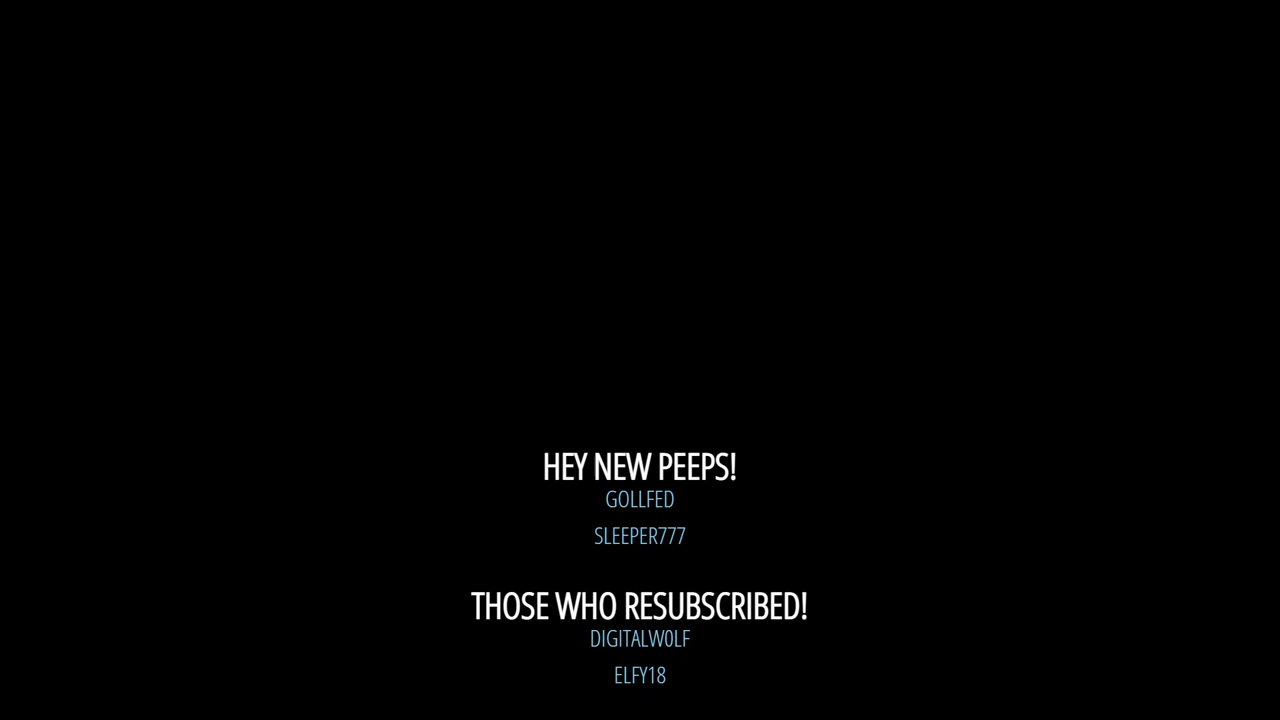 HEY NEW PEEPS!
GOLLFED
SLEEPER777
THOSE WHO RESUBSCRIBED!
DIGITALW0LF
ELFY18